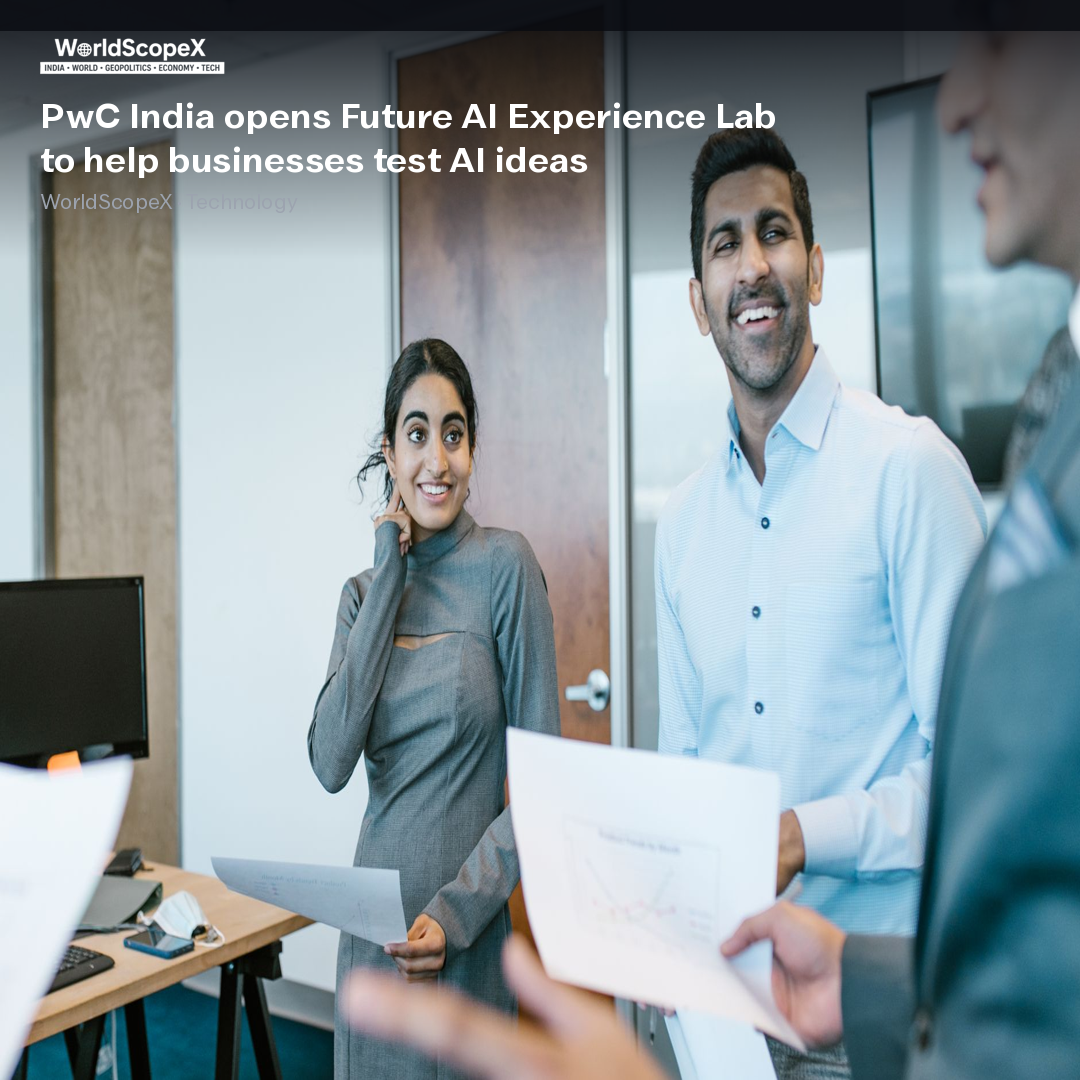 WorldScopeX
INDIA • WORLD • GEOPOLITICS • ECONOMY • TECH
PwC India opens Future AI Experience Lab
to help businesses test AI ideas
WorldScopeX Technology